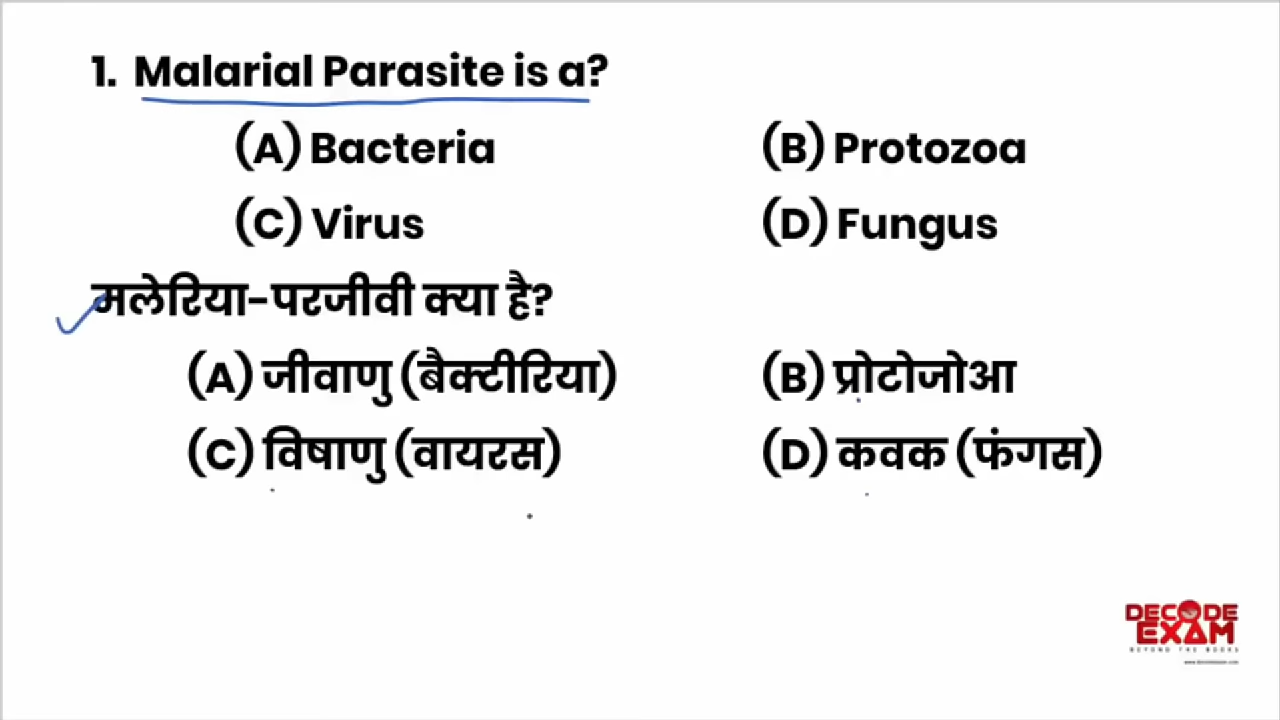 1. Malarial Parasite is a?
(A) Bacteria (B) Protozoa
(C) Virus (D) Fungus
मलेरिया-परजीवी क्या है?
(A) जीवाणु (बैक्टीरिया) (B) प्रोटोजोआ
(C) विषाणु (वायरस) (D) कवक (फंगस)
DECODE
EXAM
BEYOND THE BOOKS